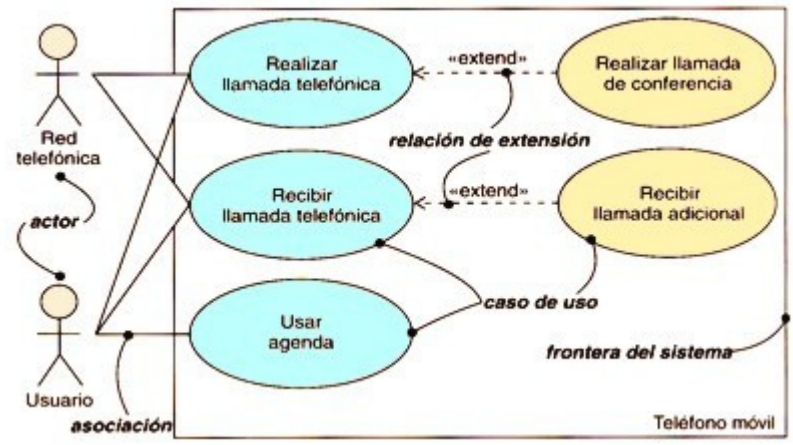 Realizar
llamada telefónica
«extend»
Realizar llamada
de conferencia
Red
telefónica
relación de extensión
actor
Recibir
llamada telefónica
«extend»
Recibir
llamada adicional
caso de uso
Usar
agenda
frontera del sistema
Usuario
asociación
Teléfono móvil